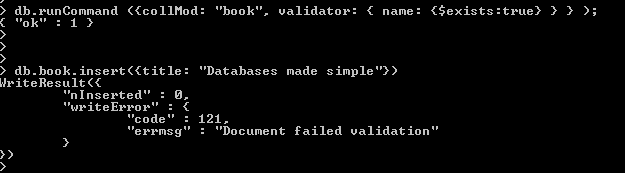 > db.runCommand ({collMod: "book", validator: { name: {$exists:true} } } );
{ "ok" : 1 }
>
>
>
> db.book.insert({title: "Databases made simple"})
WriteResult({
        "nInserted" : 0,
        "writeError" : {
                "code" : 121,
                "errmsg" : "Document failed validation"
        }
})
>